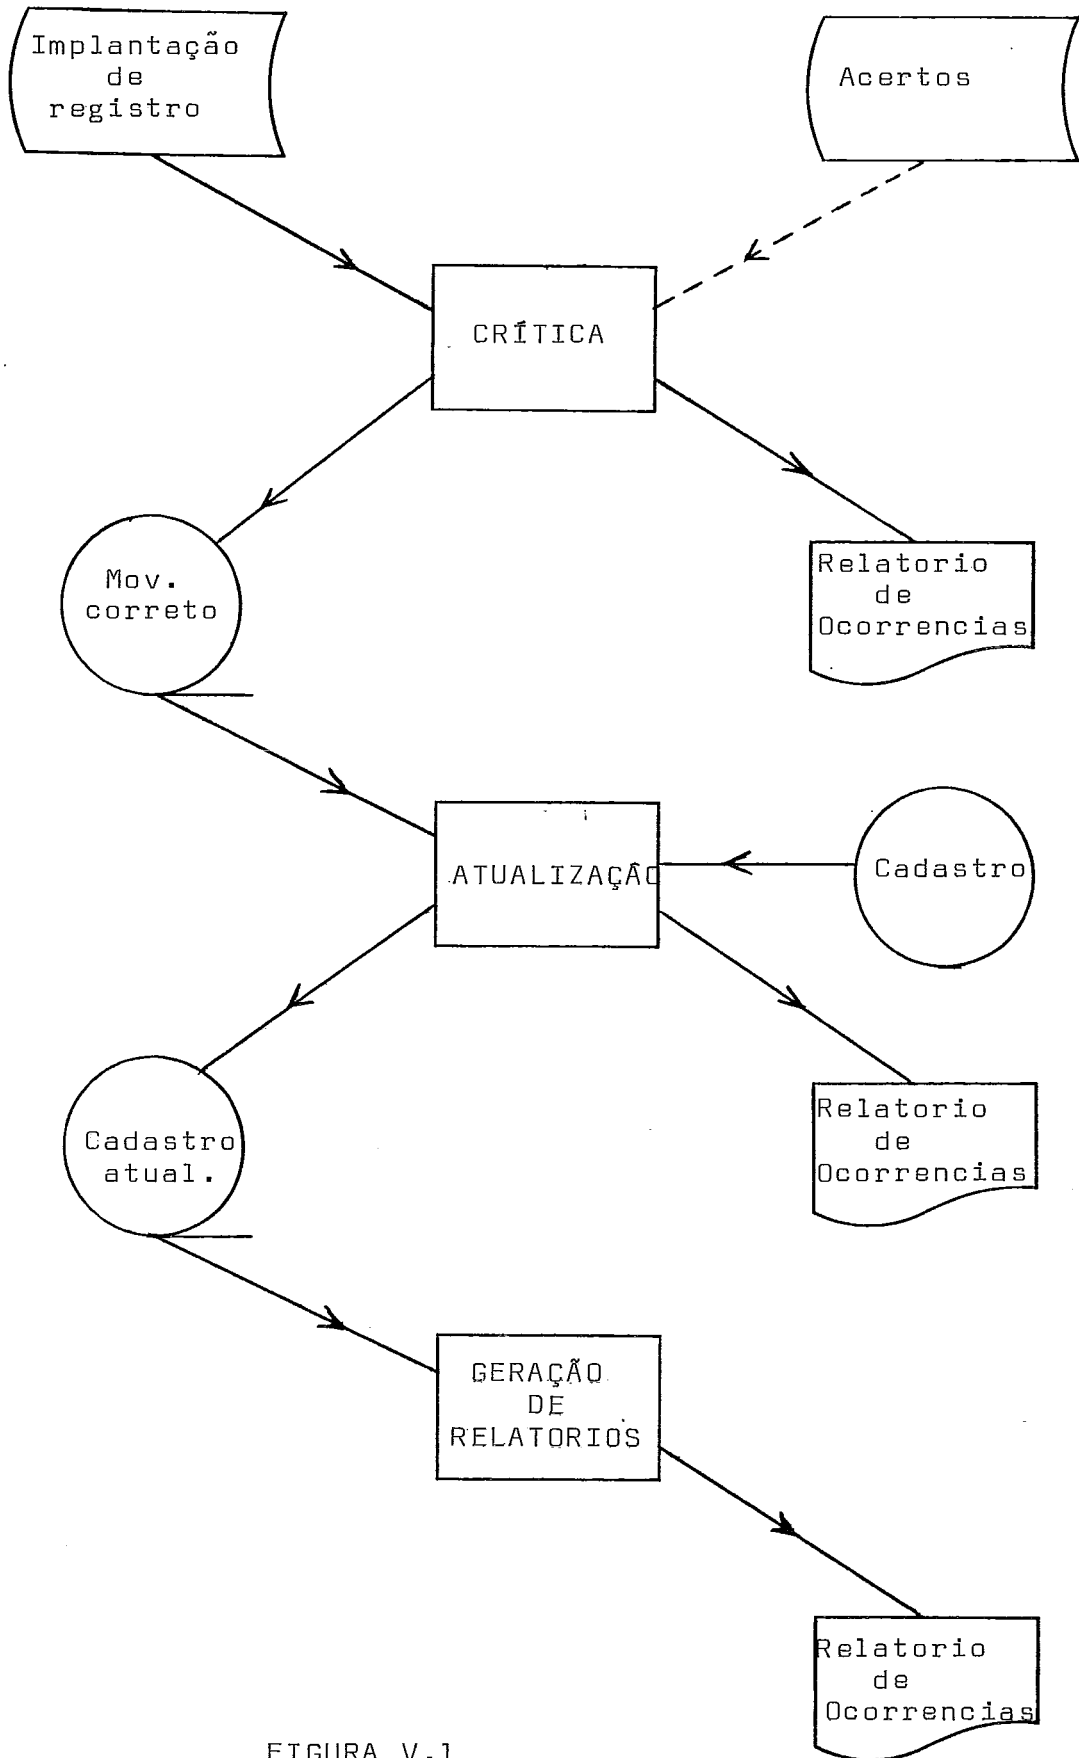 Implantação
de
registro
Acertos
CRÍTICA
Mov.
correto
Relatorio
de
Ocorrencias
ATUALIZAÇÃO
Cadastro
Cadastro
atual.
Relatorio
de
Ocorrencias
GERAÇÃO
DE
RELATORIOS
Relatorio
de
Ocorrencias
FIGURA V.1